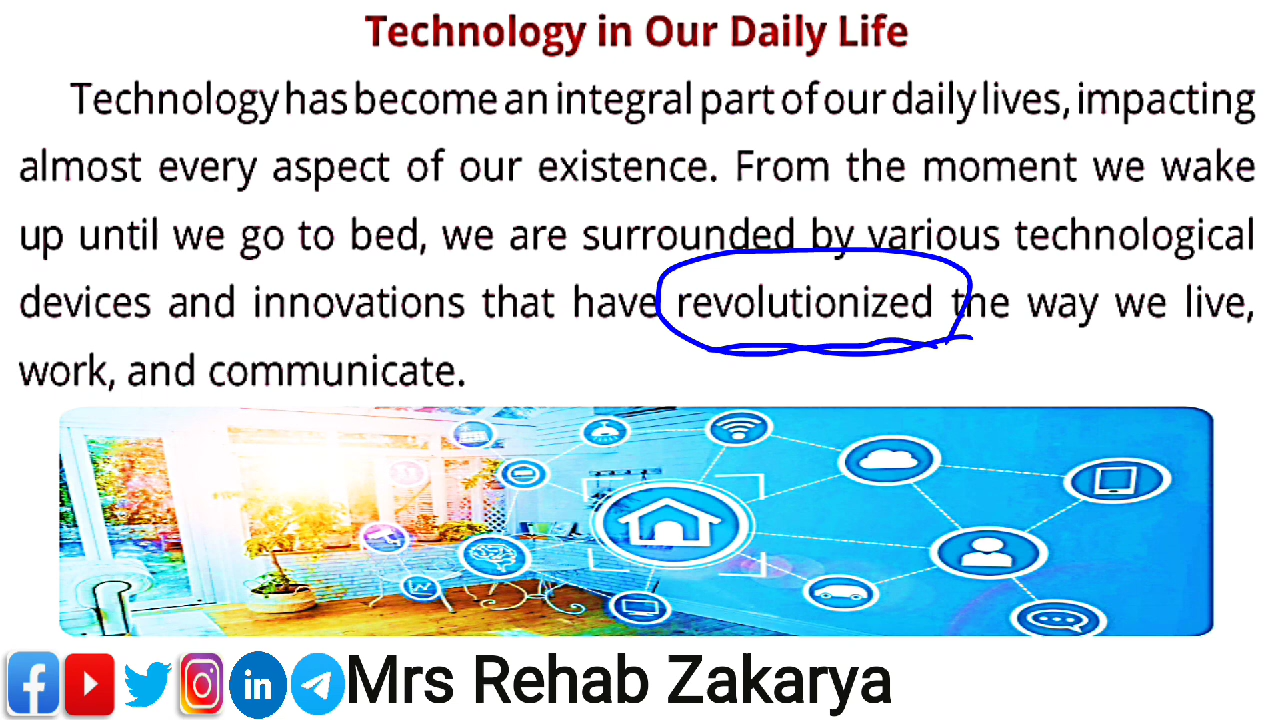 Technology in Our Daily Life
Technology has become an integral part of our daily lives, impacting
almost every aspect of our existence. From the moment we wake
up until we go to bed, we are surrounded by various technological
devices and innovations that have revolutionized the way we live,
work, and communicate.
Mrs Rehab Zakarya